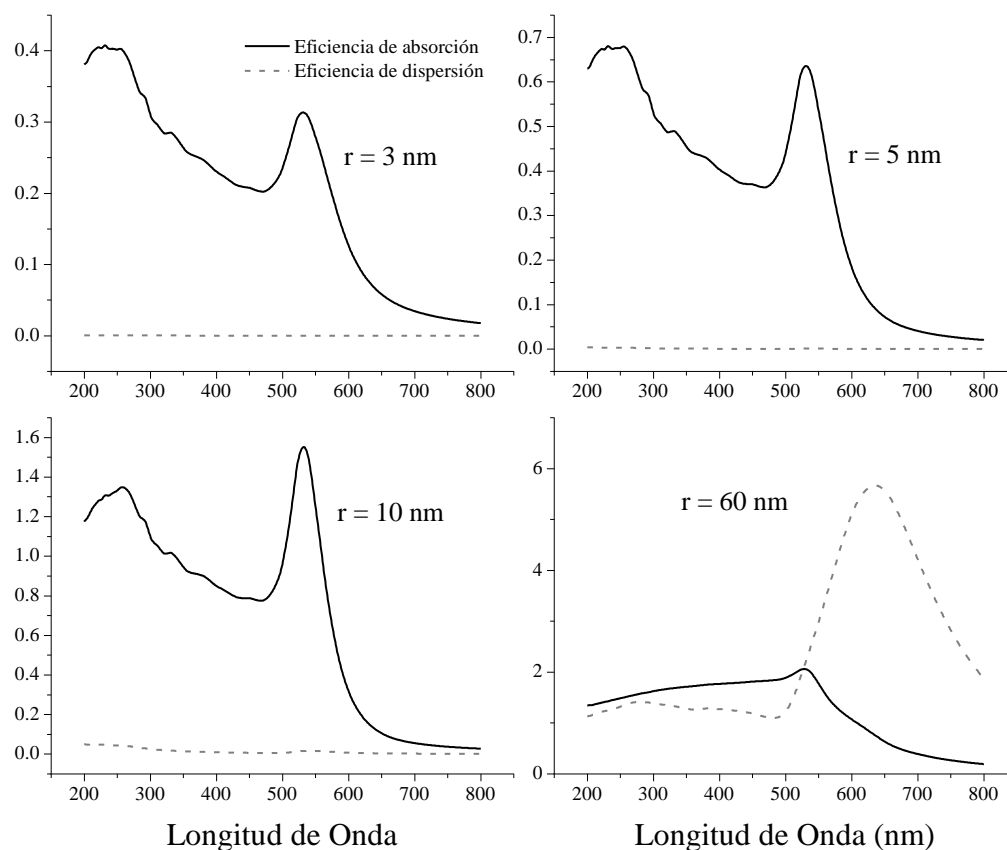 0.4
0.3
0.2
0.1
0.0
200 300 400 500 600 700 800
Eficiencia de absorción
Eficiencia de dispersión
r = 3 nm
0.7
0.6
0.5
0.4
0.3
0.2
0.1
0.0
200 300 400 500 600 700 800
r = 5 nm
1.6
1.4
1.2
1.0
0.8
0.6
0.4
0.2
0.0
200 300 400 500 600 700 800
r = 10 nm
Longitud de Onda
6
4
2
0
200 300 400 500 600 700 800
r = 60 nm
Longitud de Onda (nm)